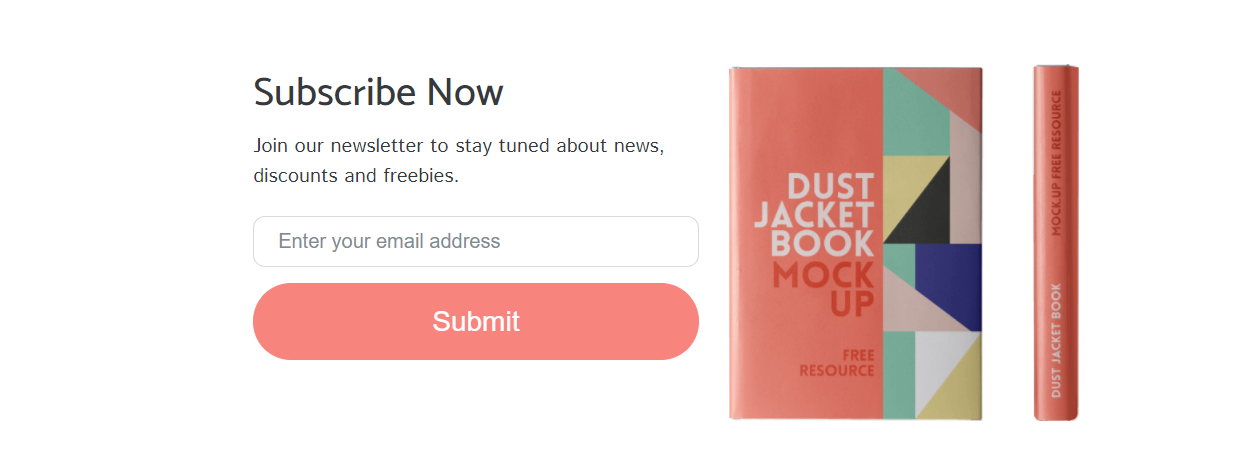 Subscribe Now
Join our newsletter to stay tuned about news,
discounts and freebies.
Enter your email address
Submit
DUST
JACKET
BOOK
MOCK
UP
FREE
RESOURCE
DUST JACKET BOOK MOCK.UP FREE RESOURCE